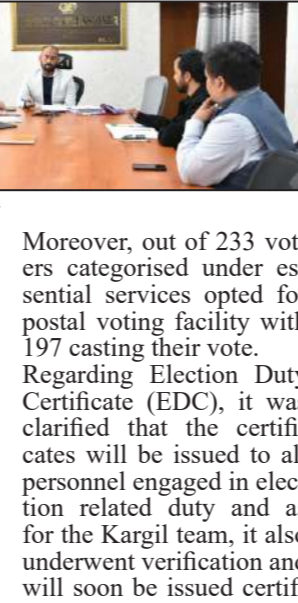 Moreover, out of 233 vot
ers categorised under es
sential services opted fo
postal voting facility with
197 casting their vote.
Regarding Election Duty
Certificate (EDC), it was
clarified that the certifi
cates will be issued to al
personnel engaged in elec
tion related duty and a
for the Kargil team, it also
underwent verification and
will soon be issued certif